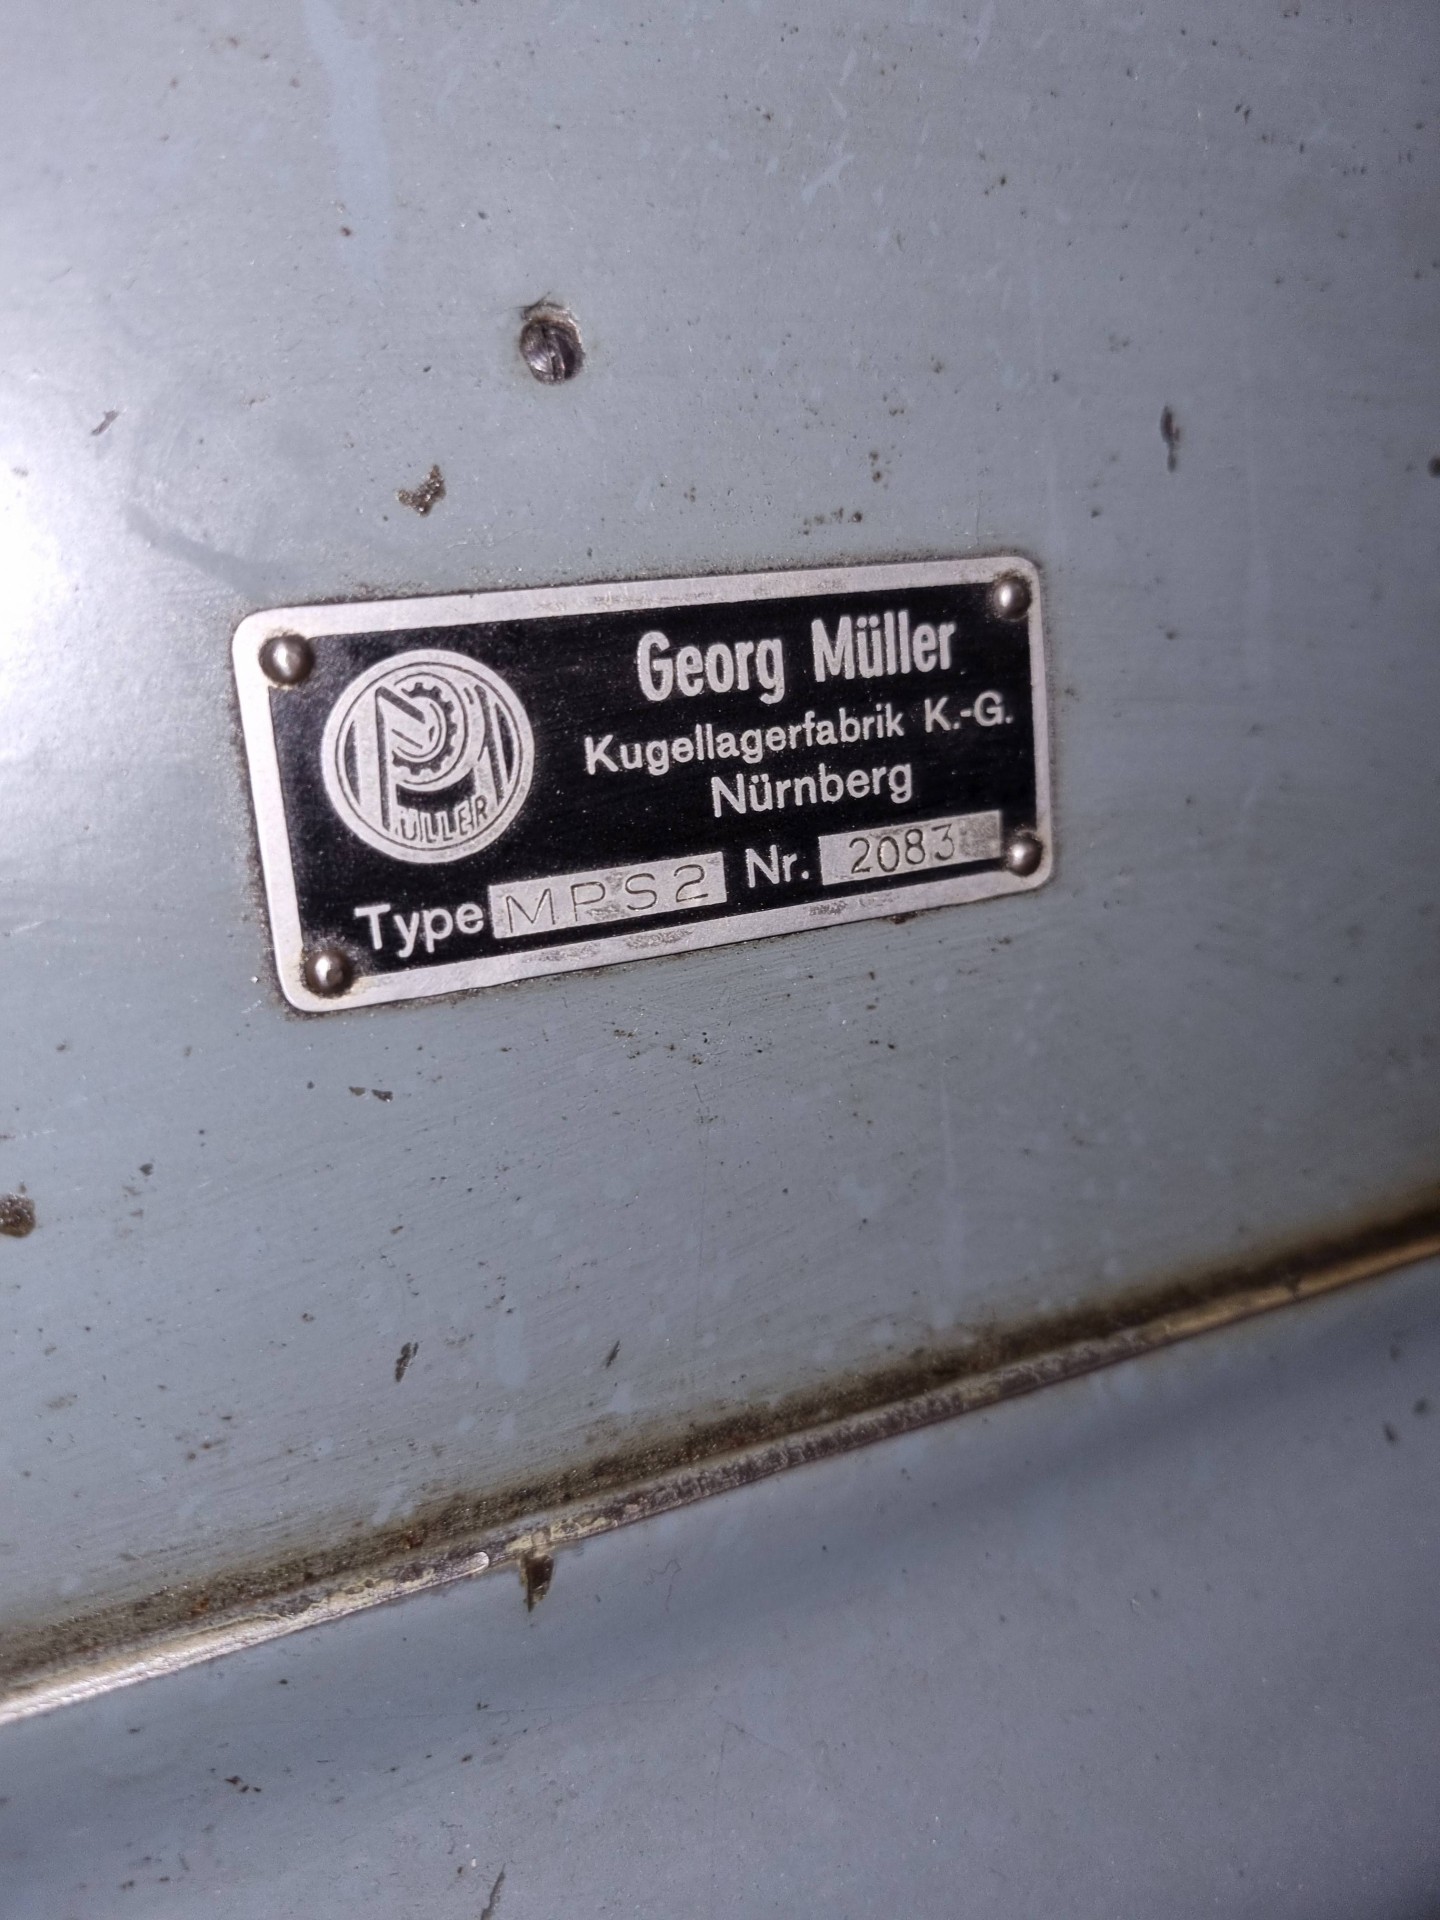 Georg Müller
Kugellagerfabrik K.-G.
Nürnberg
MÜLLER
Type MPS2 Nr. 2083